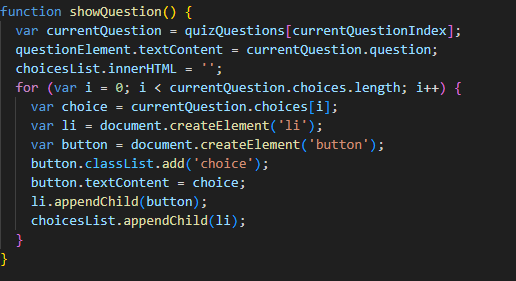 function showQuestion() {
  var currentQuestion = quizQuestions[currentQuestionIndex];
  questionElement.textContent = currentQuestion.question;
  choicesList.innerHTML = '';
  for (var i = 0; i < currentQuestion.choices.length; i++) {
    var choice = currentQuestion.choices[i];
    var li = document.createElement('li');
    var button = document.createElement('button');
    button.classList.add('choice');
    button.textContent = choice;
    li.appendChild(button);
    choicesList.appendChild(li);
  }
}